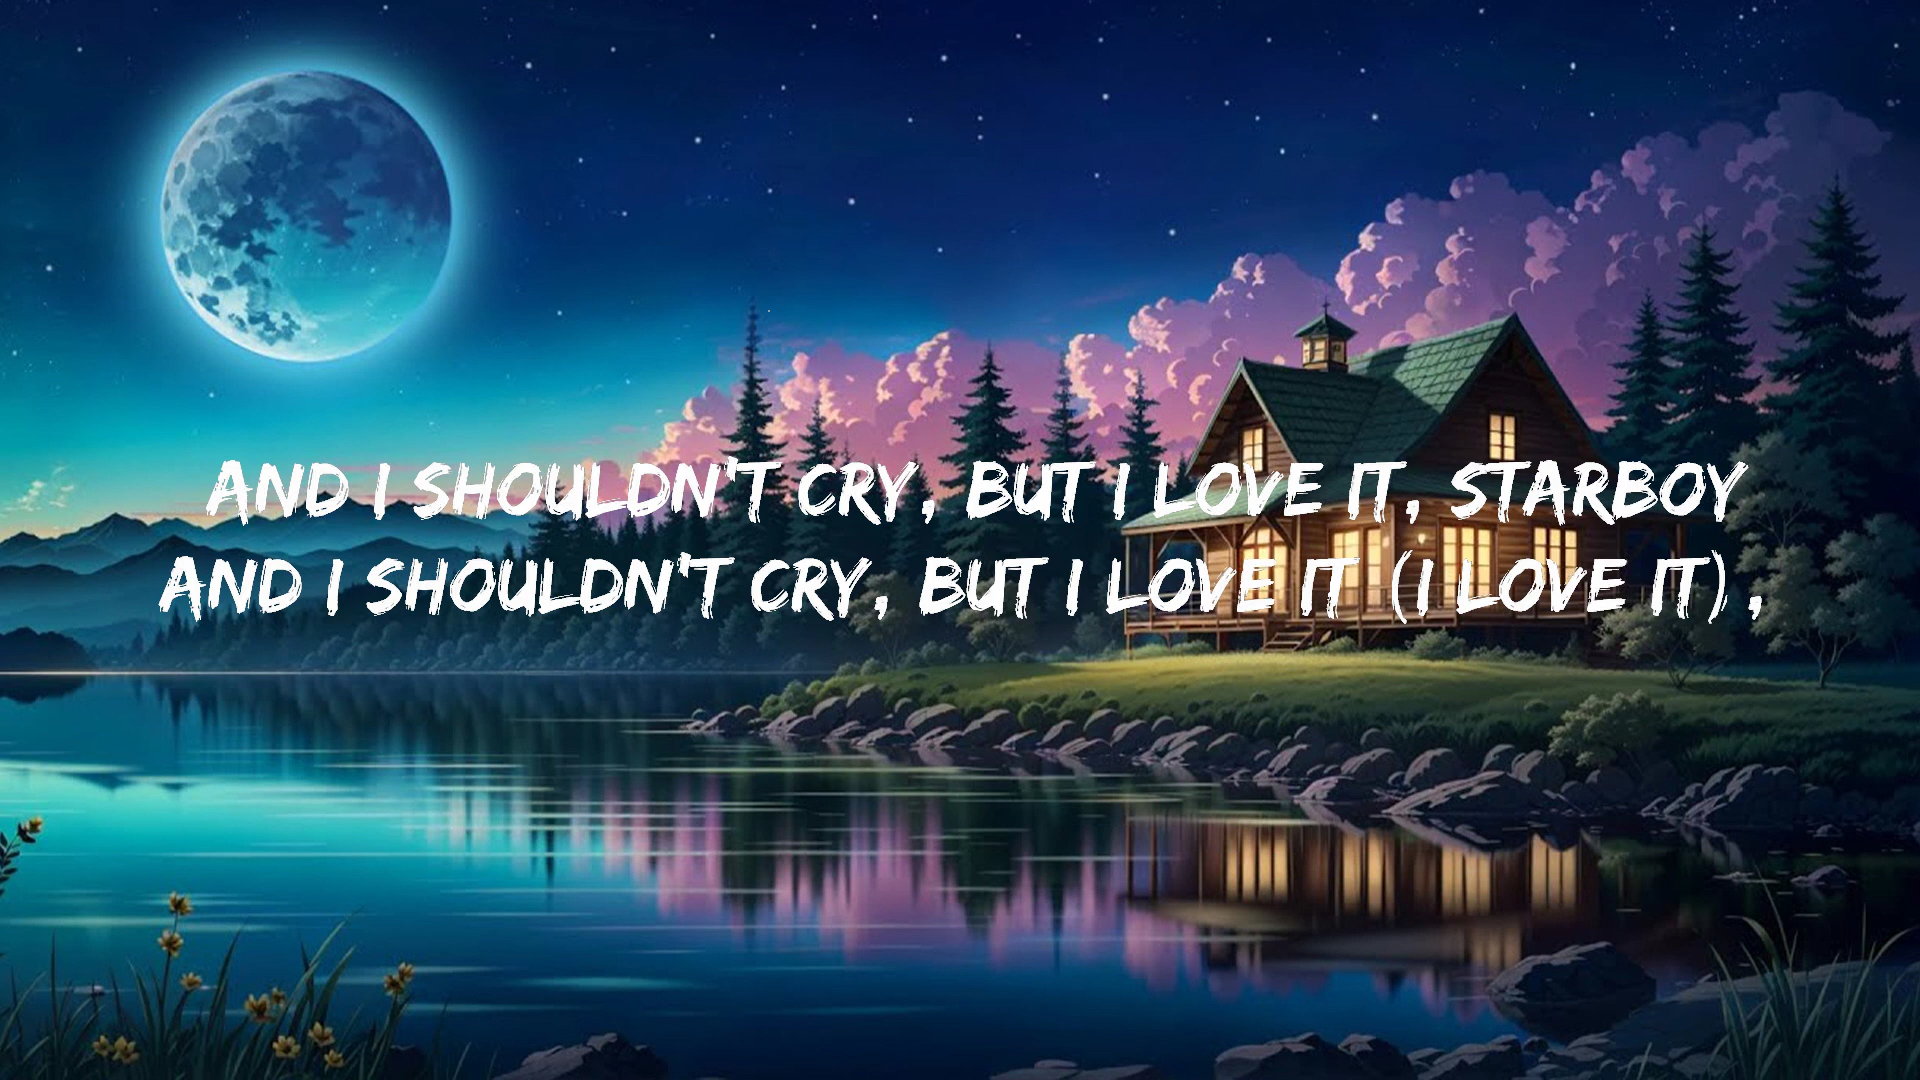 AND I SHOULDN'T CRY, BUT I LOVE IT, STARBOY
AND I SHOULDN'T CRY, BUT I LOVE IT (I LOVE IT),